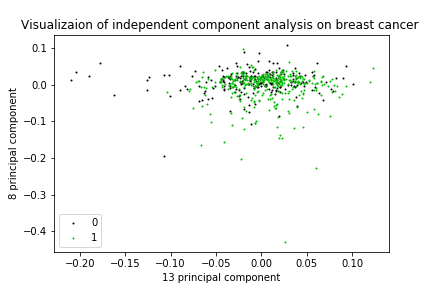 Visualizaion of independent component analysis on breast cancer
0.1
0.0
−0.1
−0.2
−0.3
−0.4
8 principal component
0
1
−0.20 −0.15 −0.10 −0.05 0.00 0.05 0.10
13 principal component